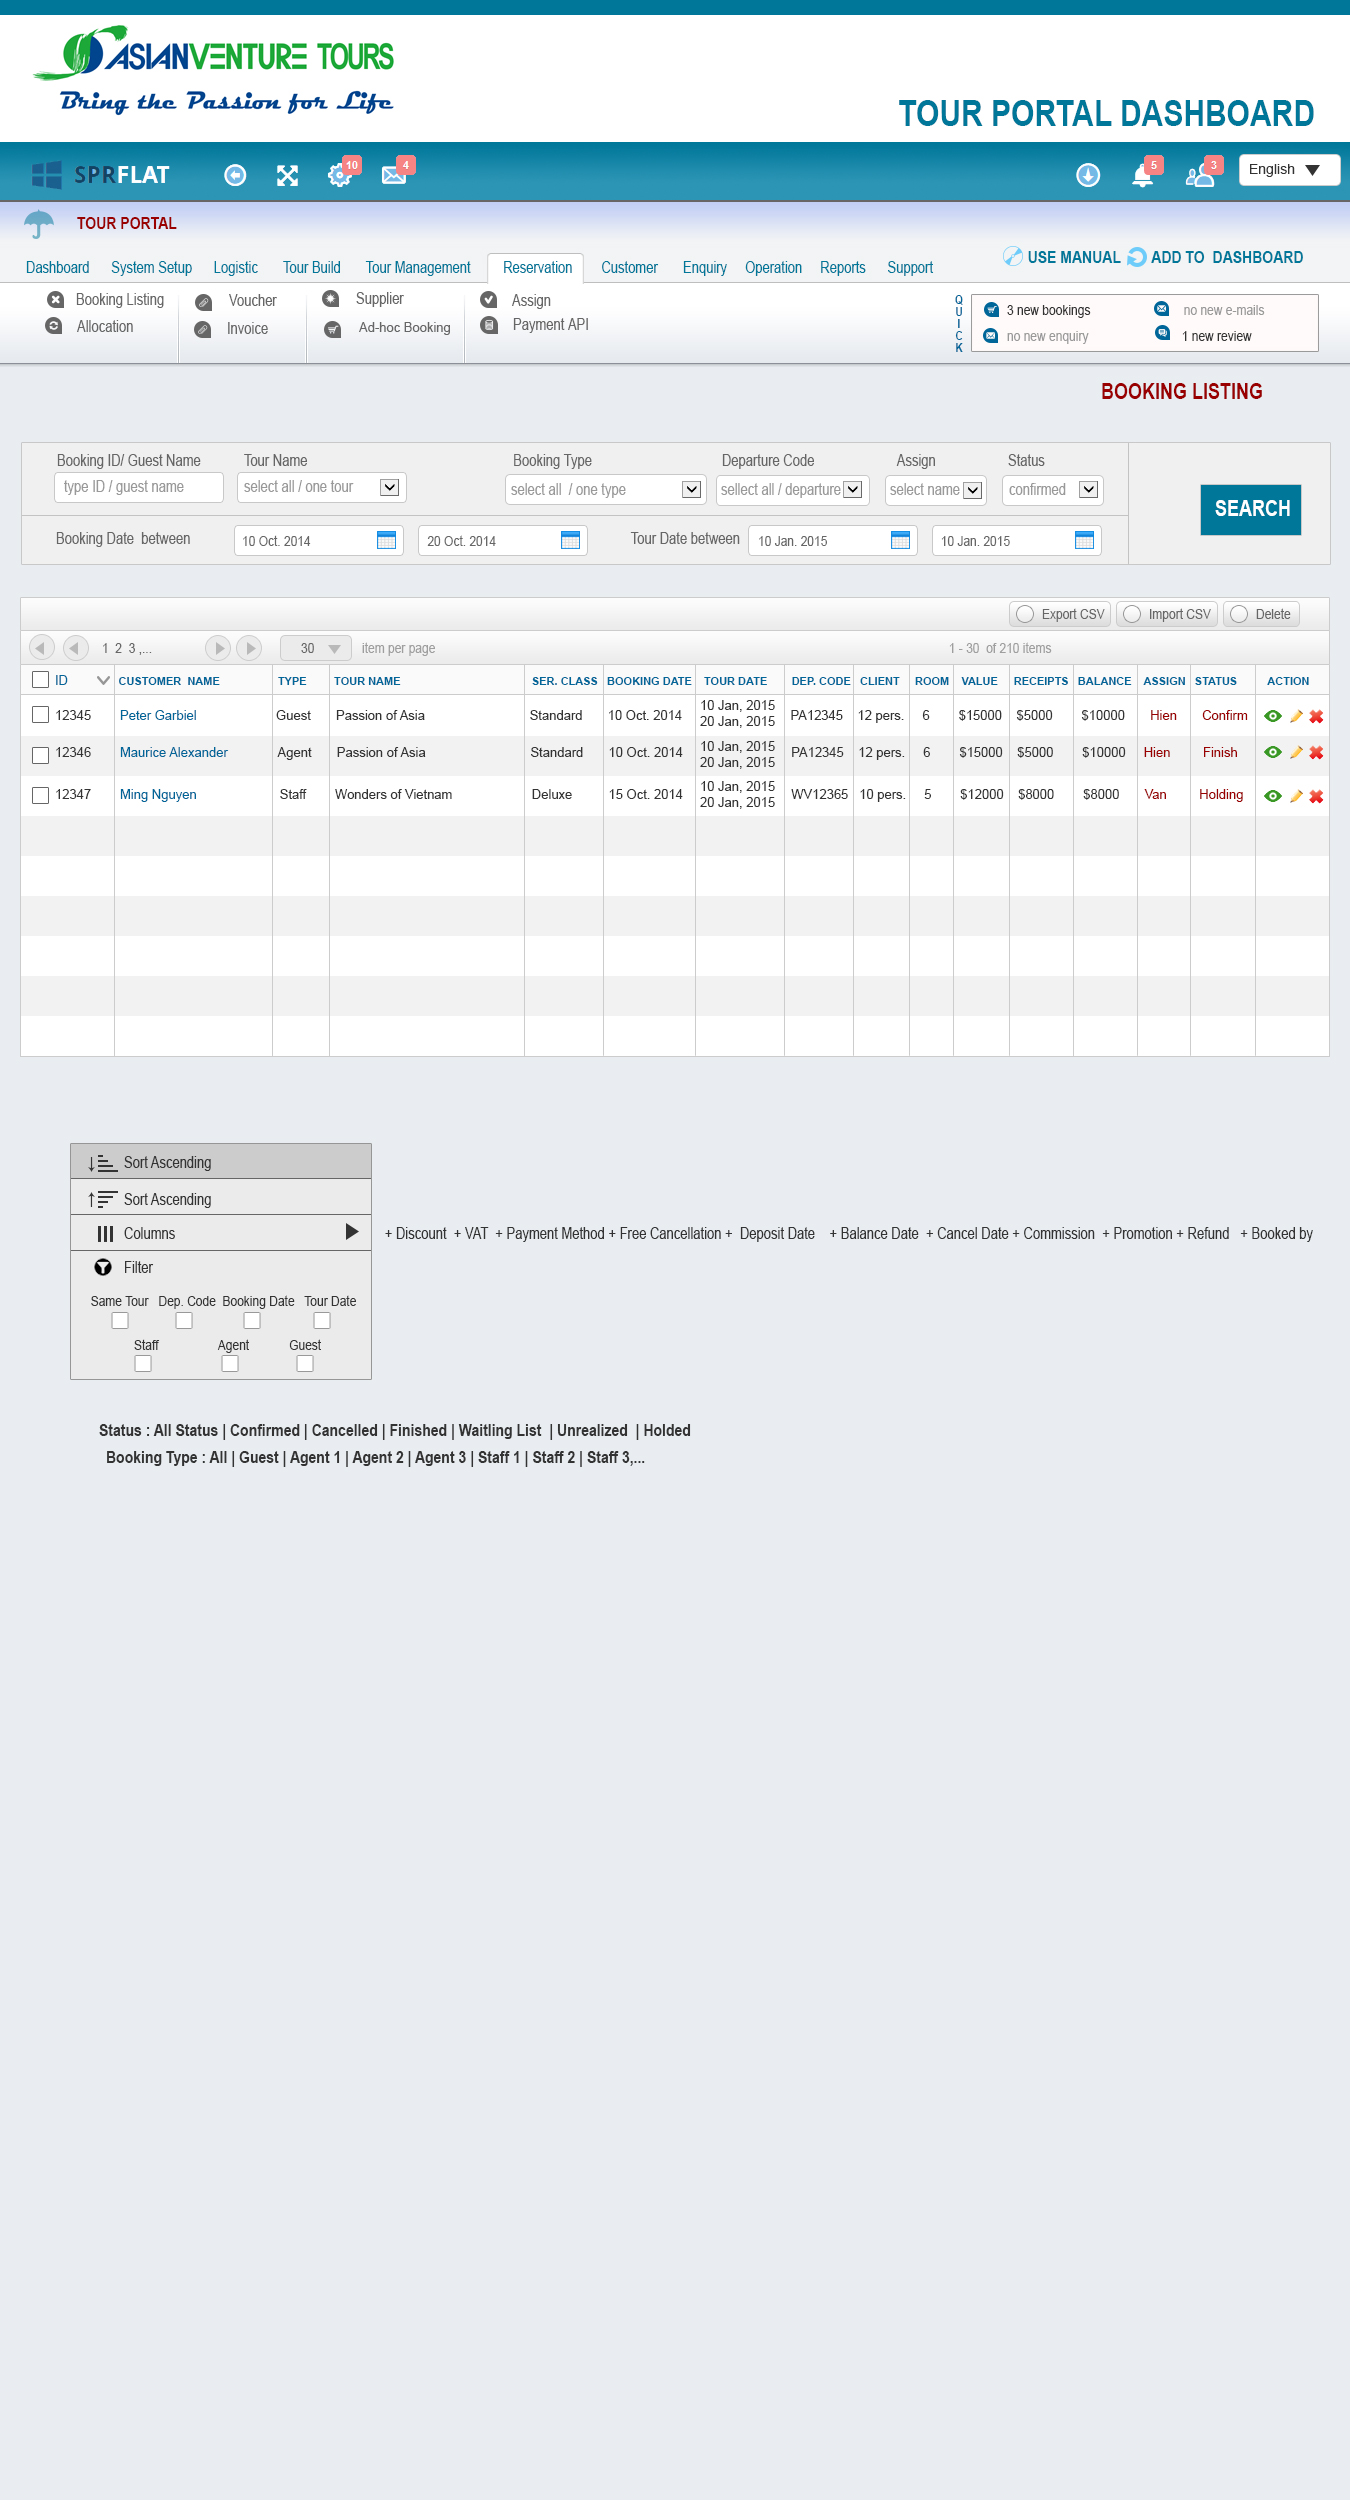 ASIANVENTURE TOURS
Bring the Passion for Life
TOUR PORTAL DASHBOARD
SPRFLAT 10 4 5 3 English
TOUR PORTAL
USE MANUAL ADD TO DASHBOARD
Dashboard System Setup Logistic Tour Build Tour Management Reservation Customer Enquiry Operation Reports Support
Booking Listing Voucher Supplier Assign
Allocation Invoice Ad-hoc Booking Payment API
QUICK
3 new bookings no new e-mails
no new enquiry 1 new review
BOOKING LISTING
Booking ID/ Guest Name Tour Name Booking Type Departure Code Assign Status
type ID / guest name select all / one tour select all / one type sellect all / departure select name confirmed
SEARCH
Booking Date between 10 Oct. 2014 20 Oct. 2014 Tour Date between 10 Jan. 2015 10 Jan. 2015
Export CSV Import CSV Delete
1 2 3 ,... 30 item per page 1 - 30 of 210 items
ID CUSTOMER NAME TYPE TOUR NAME SER. CLASS BOOKING DATE TOUR DATE DEP. CODE CLIENT ROOM VALUE RECEIPTS BALANCE ASSIGN STATUS ACTION
12345 Peter Garbiel Guest Passion of Asia Standard 10 Oct. 2014 10 Jan, 2015 20 Jan, 2015 PA12345 12 pers. 6 $15000 $5000 $10000 Hien Confirm
12346 Maurice Alexander Agent Passion of Asia Standard 10 Oct. 2014 10 Jan, 2015 20 Jan, 2015 PA12345 12 pers. 6 $15000 $5000 $10000 Hien Finish
12347 Ming Nguyen Staff Wonders of Vietnam Deluxe 15 Oct. 2014 10 Jan, 2015 20 Jan, 2015 WV12365 10 pers. 5 $12000 $8000 $8000 Van Holding
Sort Ascending
Sort Ascending
Columns
+ Discount + VAT + Payment Method + Free Cancellation + Deposit Date + Balance Date + Cancel Date + Commission + Promotion + Refund + Booked by
Filter
Same Tour Dep. Code Booking Date Tour Date
Staff Agent Guest
Status : All Status | Confirmed | Cancelled | Finished | Waitling List | Unrealized | Holded
Booking Type : All | Guest | Agent 1 | Agent 2 | Agent 3 | Staff 1 | Staff 2 | Staff 3,...